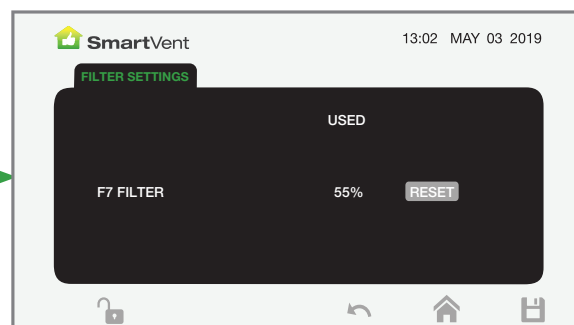 SmartVent
13:02 MAY 03 2019
FILTER SETTINGS
USED
F7 FILTER 55% RESET